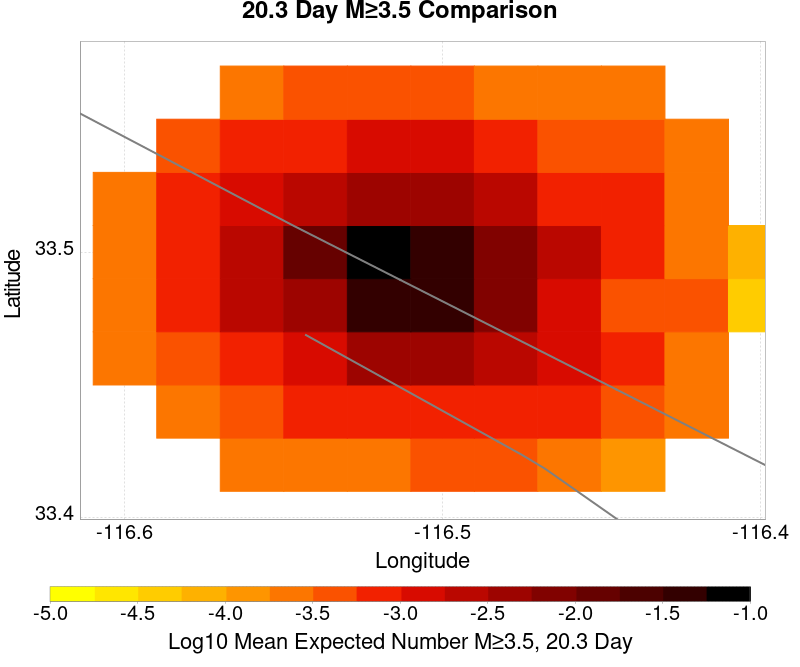 20.3 Day M≥3.5 Comparison
Latitude
33.5
33.4
-116.6 -116.5 -116.4
Longitude
-5.0 -4.5 -4.0 -3.5 -3.0 -2.5 -2.0 -1.5 -1.0
Log10 Mean Expected Number M≥3.5, 20.3 Day